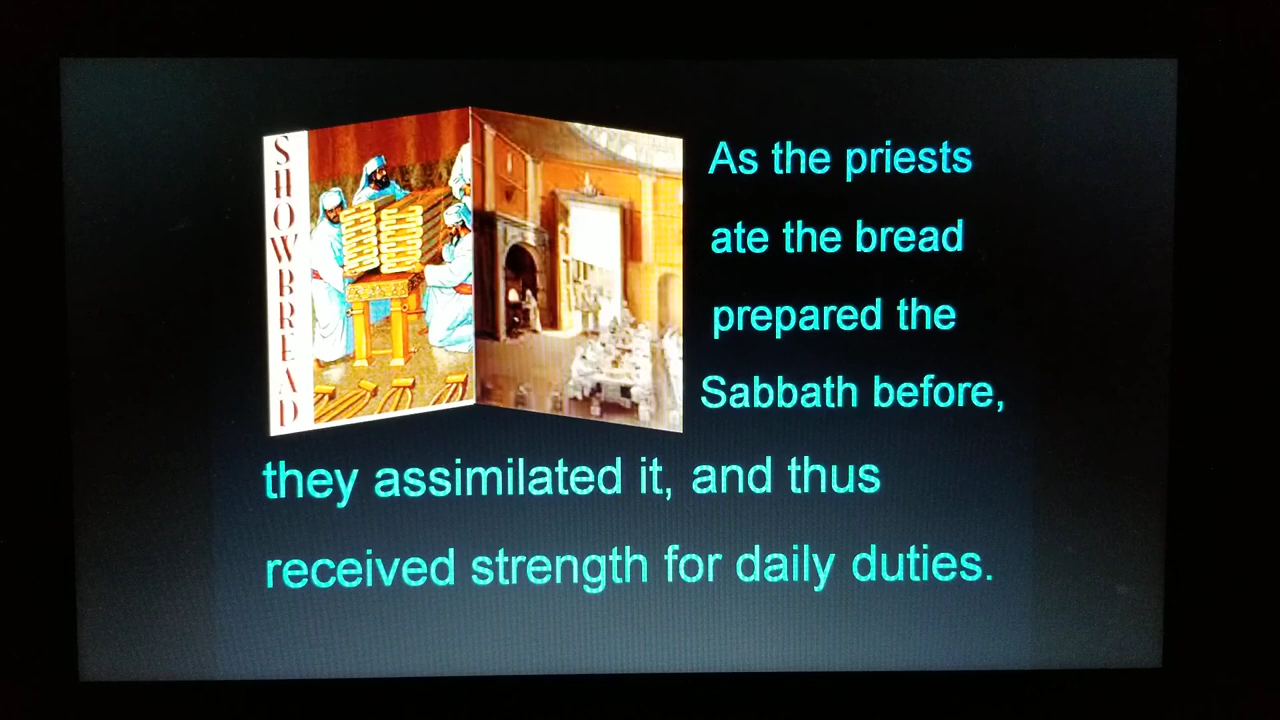 SHOWBREAD
As the priests
ate the bread
prepared the
Sabbath before,
they assimilated it, and thus
received strength for daily duties.